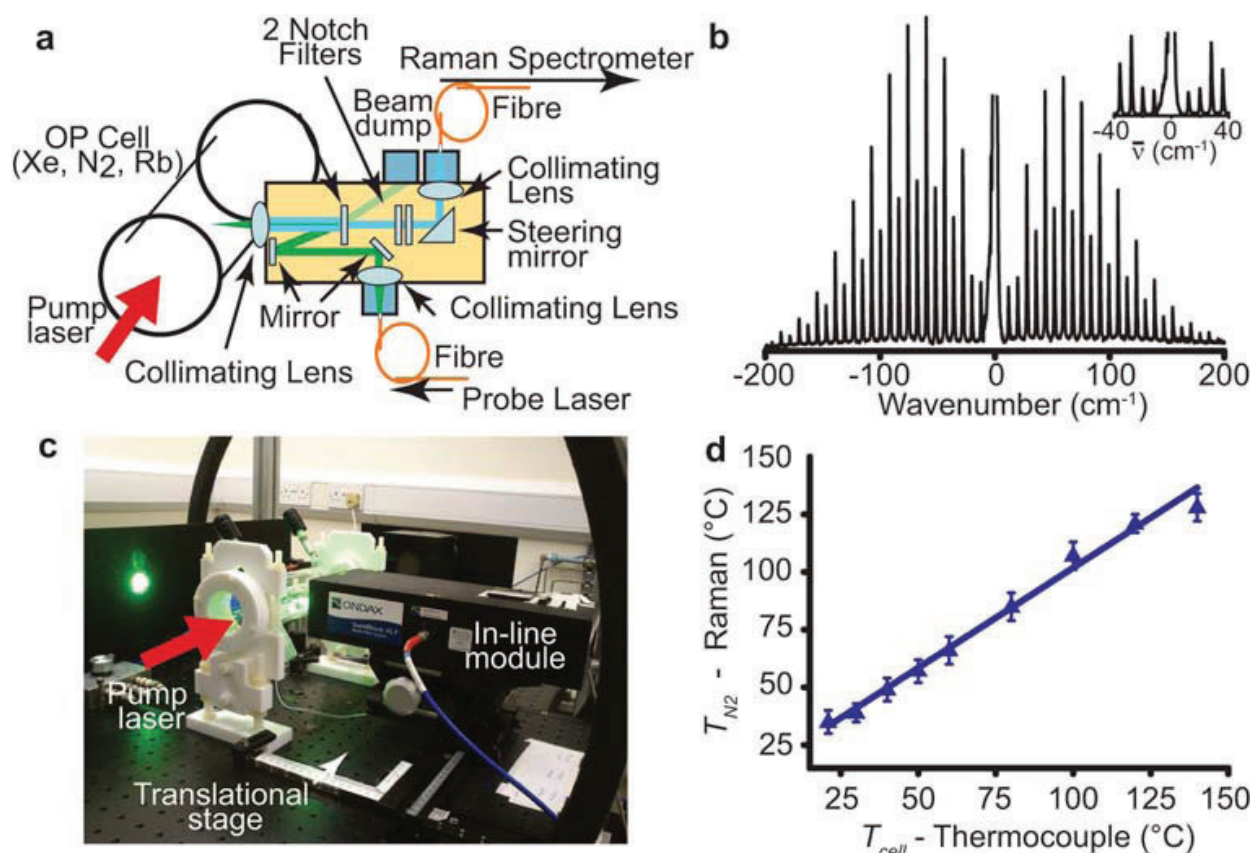 a
2 Notch
Filters
Raman Spectrometer
Beam
dump
Fibre
OP Cell
(Xe, N2, Rb)
Collimating
Lens
Steering
mirror
Pump
laser
Mirror
Collimating Lens
Collimating Lens
Fibre
Probe Laser
b
-40 0 40
ν̅ (cm⁻¹)
-200 -100 0 100 200
Wavenumber (cm⁻¹)
c
ONDAX
In-line
module
Pump
laser
Translational
stage
d
150
125
100
75
50
25
T_N2 - Raman (°C)
25 50 75 100 125 150
T_cell - Thermocouple (°C)